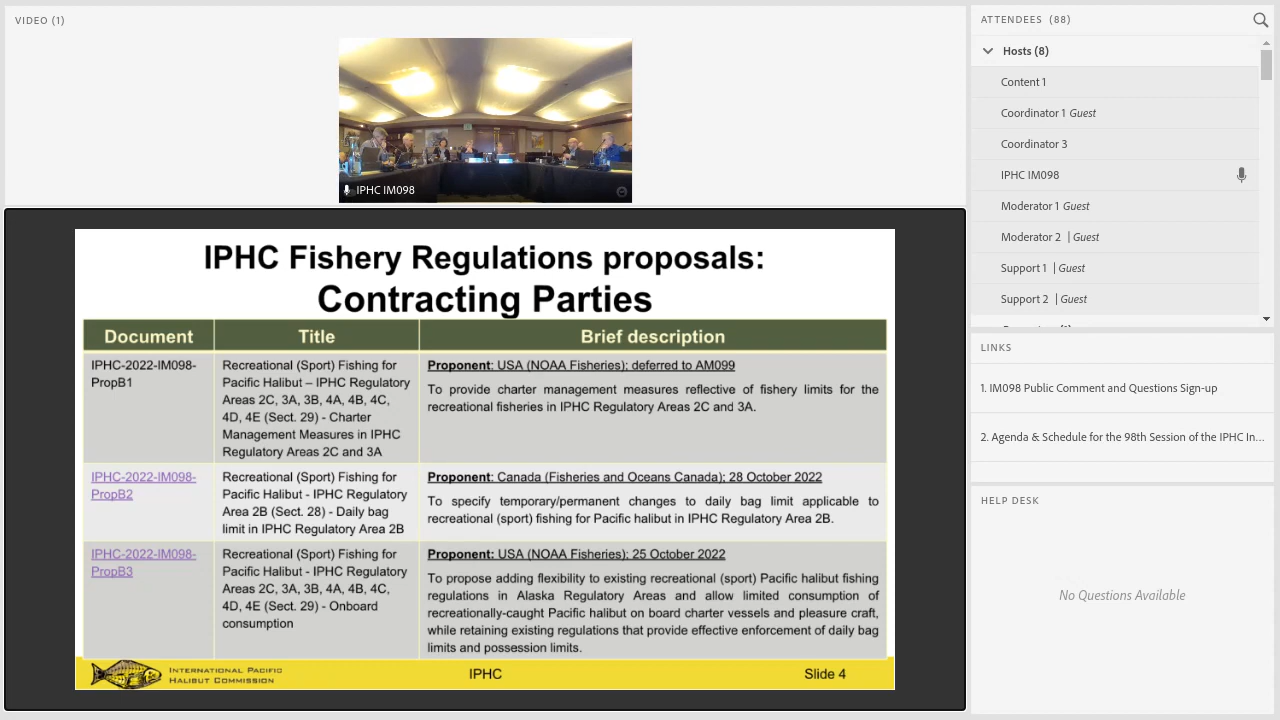 VIDEO (1)
IPHC IM098
IPHC Fishery Regulations proposals:
Contracting Parties
Document
Title
Brief description
IPHC-2022-IM098-
PropB1
Recreational (Sport) Fishing for
Pacific Halibut – IPHC Regulatory
Areas 2C, 3A, 3B, 4A, 4B, 4C,
4D, 4E (Sect. 29) - Charter
Management Measures in IPHC
Regulatory Areas 2C and 3A
Proponent: USA (NOAA Fisheries); deferred to AM099
To provide charter management measures reflective of fishery limits for the
recreational fisheries in IPHC Regulatory Areas 2C and 3A.
IPHC-2022-IM098-
PropB2
Recreational (Sport) Fishing for
Pacific Halibut - IPHC Regulatory
Area 2B (Sect. 28) - Daily bag
limit in IPHC Regulatory Area 2B
Proponent: Canada (Fisheries and Oceans Canada); 28 October 2022
To specify temporary/permanent changes to daily bag limit applicable to
recreational (sport) fishing for Pacific halibut in IPHC Regulatory Area 2B.
IPHC-2022-IM098-
PropB3
Recreational (Sport) Fishing for
Pacific Halibut - IPHC Regulatory
Areas 2C, 3A, 3B, 4A, 4B, 4C,
4D, 4E (Sect. 29) - Onboard
consumption
Proponent: USA (NOAA Fisheries); 25 October 2022
To propose adding flexibility to existing recreational (sport) Pacific halibut fishing
regulations in Alaska Regulatory Areas and allow limited consumption of
recreationally-caught Pacific halibut on board charter vessels and pleasure craft,
while retaining existing regulations that provide effective enforcement of daily bag
limits and possession limits.
INTERNATIONAL PACIFIC
HALIBUT COMMISSION
IPHC
Slide 4
ATTENDEES (88)
Hosts (8)
Content 1
Coordinator 1 Guest
Coordinator 3
IPHC IM098
Moderator 1 Guest
Moderator 2 | Guest
Support 1 | Guest
Support 2 | Guest
LINKS
1. IM098 Public Comment and Questions Sign-up
2. Agenda & Schedule for the 98th Session of the IPHC In...
HELP DESK
No Questions Available